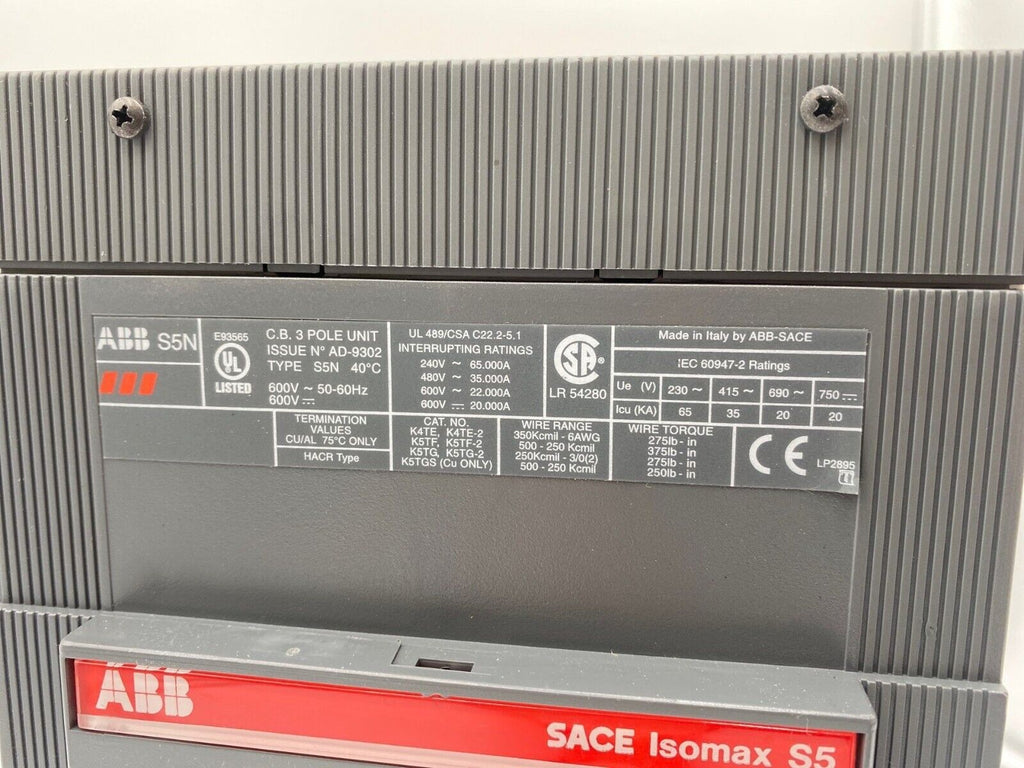 ABB S5N
E93565
UL
LISTED
C.B. 3 POLE UNIT
ISSUE N° AD-9302
TYPE S5N 40°C
600V ~ 50-60Hz
600V ⎓
UL 489/CSA C22.2-5.1
INTERRUPTING RATINGS
240V ~ 65.000A
480V ~ 35.000A
600V ~ 22.000A
600V ⎓ 20.000A
CSA
LR 54280
Made in Italy by ABB-SACE
IEC 60947-2 Ratings
Ue (V) 230 ~ 415 ~ 690 ~ 750 ⎓
Icu (KA) 65 35 20 20
TERMINATION
VALUES
CU/AL 75°C ONLY
HACR Type
CAT. NO.
K4TE, K4TE-2
K5TF, K5TF-2
K5TG, K5TG-2
K5TGS (Cu ONLY)
WIRE RANGE
350Kcmil - 6AWG
500 - 250 Kcmil
250Kcmil - 3/0(2)
500 - 250 Kcmil
WIRE TORQUE
275lb - in
375lb - in
275lb - in
250lb - in
CE
LP2895
ABB
SACE Isomax S5